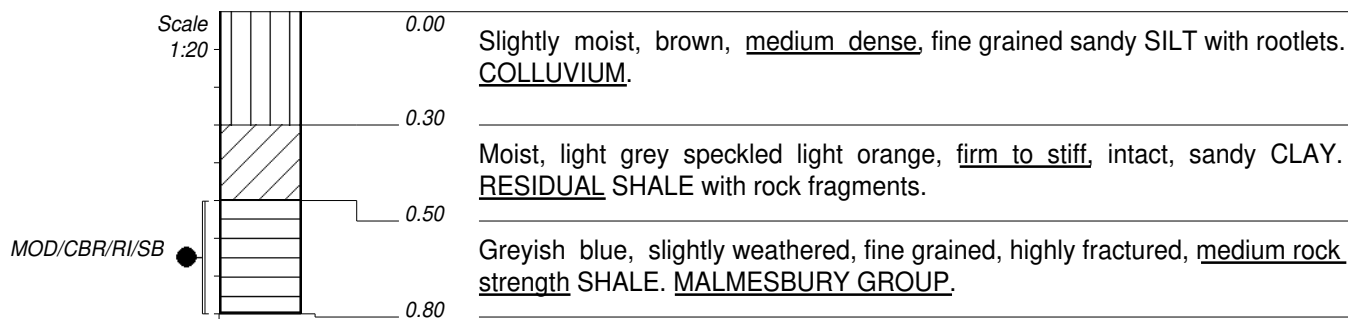 Scale
1:20
0.00
Slightly moist, brown, medium dense, fine grained sandy SILT with rootlets.
COLLUVIUM.
0.30
Moist, light grey speckled light orange, firm to stiff, intact, sandy CLAY.
RESIDUAL SHALE with rock fragments.
0.50
MOD/CBR/RI/SB
Greyish blue, slightly weathered, fine grained, highly fractured, medium rock
strength SHALE. MALMESBURY GROUP.
0.80